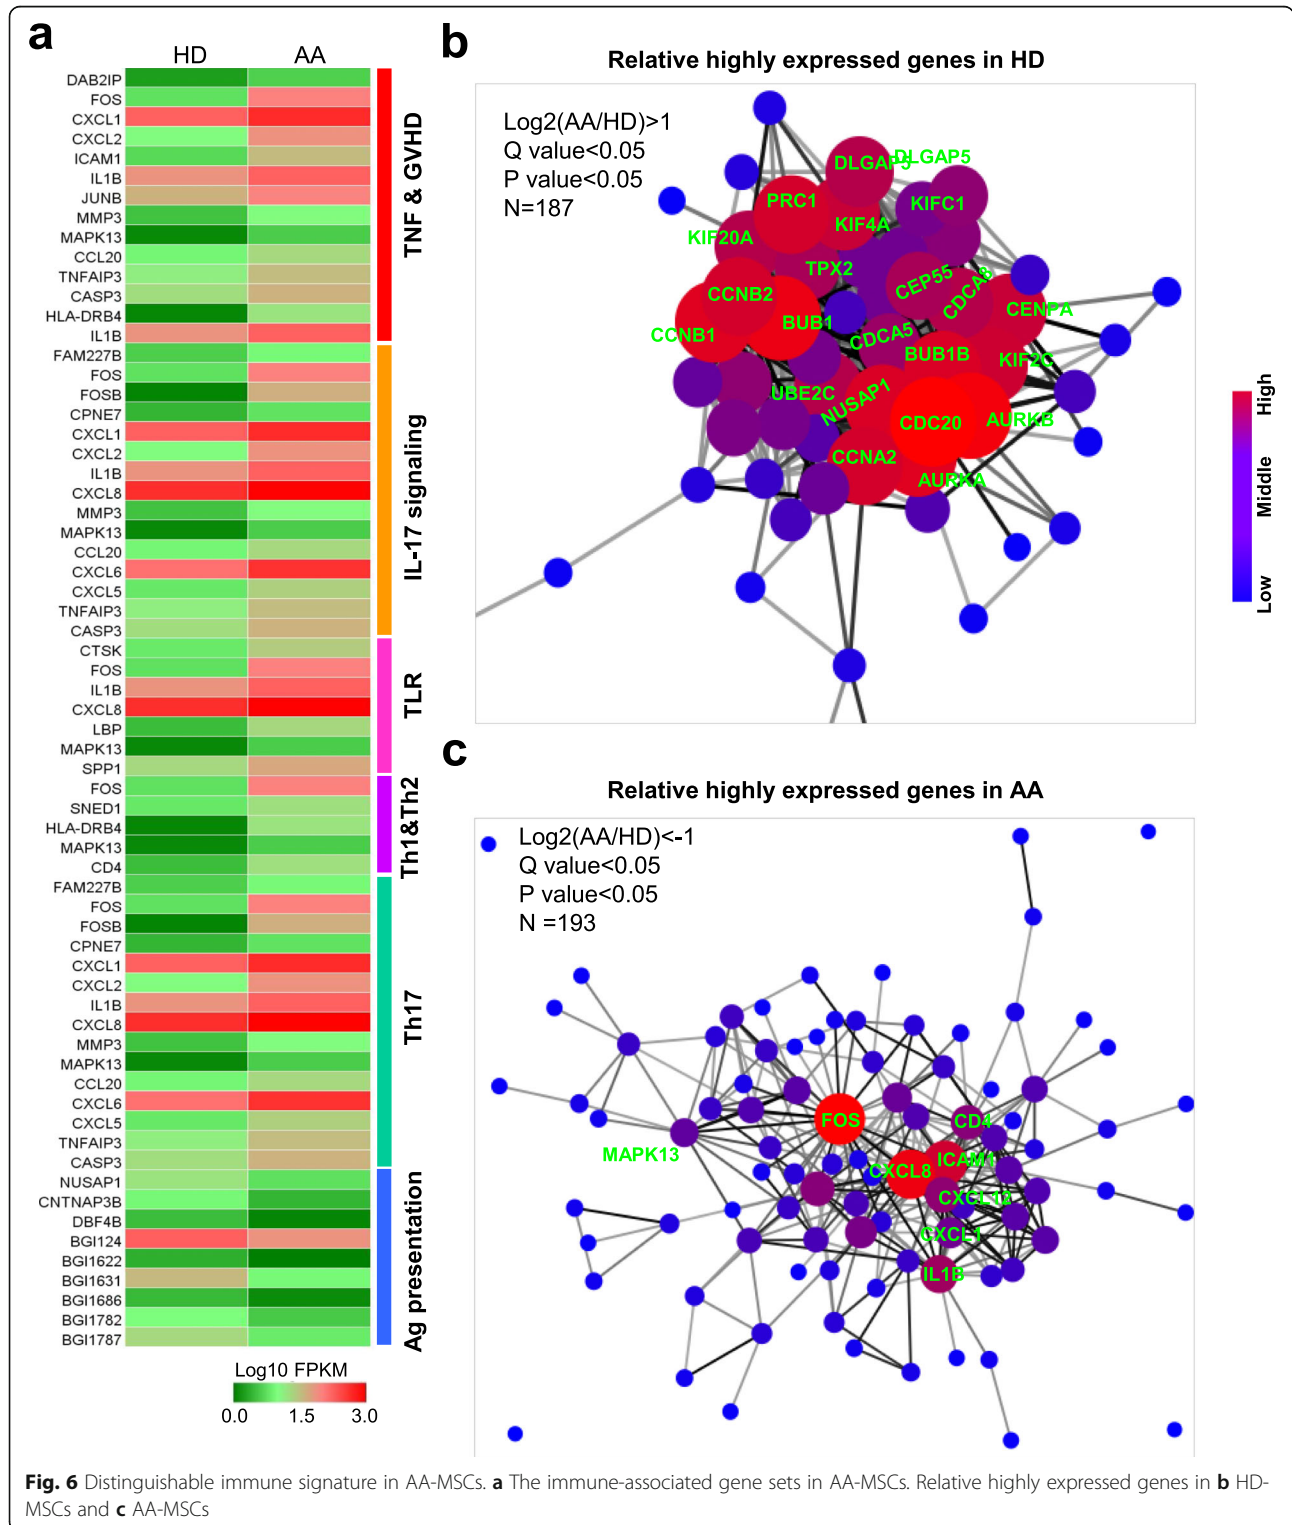 a
HD AA
DAB2IP
FOS
CXCL1
CXCL2
ICAM1
IL1B
JUNB
MMP3
MAPK13
CCL20
TNFAIP3
CASP3
HLA-DRB4
IL1B
TNF & GVHD
FAM227B
FOS
FOSB
CPNE7
CXCL1
CXCL2
IL1B
CXCL8
MMP3
MAPK13
CCL20
CXCL6
CXCL5
TNFAIP3
CASP3
IL-17 signaling
CTSK
FOS
IL1B
CXCL8
LBP
MAPK13
SPP1
TLR
FOS
SNED1
HLA-DRB4
MAPK13
CD4
Th1&Th2
FAM227B
FOS
FOSB
CPNE7
CXCL1
CXCL2
IL1B
CXCL8
MMP3
MAPK13
CCL20
CXCL6
CXCL5
TNFAIP3
CASP3
Th17
NUSAP1
CNTNAP3B
DBF4B
BGI124
BGI1622
BGI1631
BGI1686
BGI1782
BGI1787
Ag presentation
Log10 FPKM
0.0 1.5 3.0
b
Relative highly expressed genes in HD
Log2(AA/HD)>1
Q value<0.05
P value<0.05
N=187
DLGAP5
DLGAP5
PRC1
KIFC1
KIF4A
KIF20A
TPX2
CEP55
CDCA8
CCNB2
CENPA
BUB1
CCNB1
CDCA5
BUB1B
KIF2C
UBE2C
NUSAP1
CDC20
AURKB
CCNA2
AURKA
High
Middle
Low
c
Relative highly expressed genes in AA
Log2(AA/HD)<-1
Q value<0.05
P value<0.05
N =193
FOS
CD4
MAPK13
ICAM1
CXCL8
CXCL12
CXCL1
IL1B
Fig. 6 Distinguishable immune signature in AA-MSCs. a The immune-associated gene sets in AA-MSCs. Relative highly expressed genes in b HD-
MSCs and c AA-MSCs